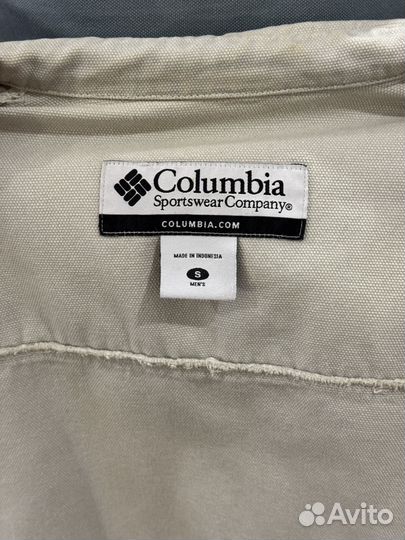 Columbia
Sportswear Company®
COLUMBIA.COM
MADE IN INDONESIA
S
MEN'S
Avito